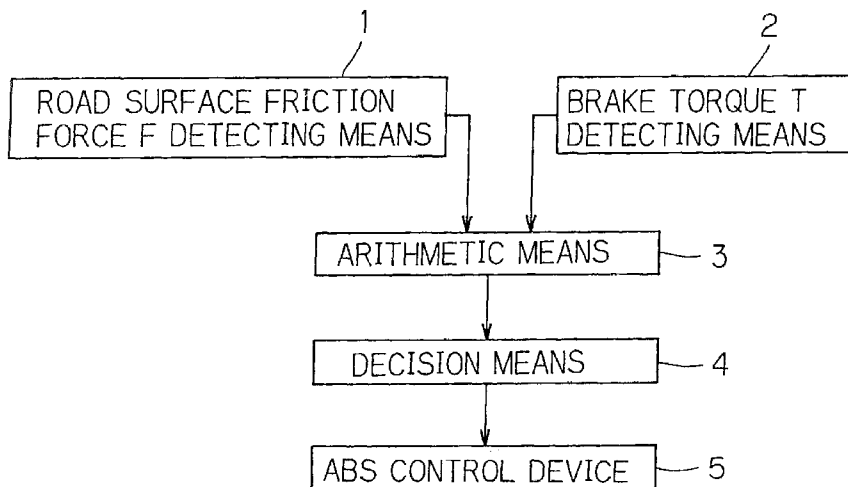 1
2
ROAD SURFACE FRICTION
FORCE F DETECTING MEANS
BRAKE TORQUE T
DETECTING MEANS
ARITHMETIC MEANS
3
DECISION MEANS
4
ABS CONTROL DEVICE
5